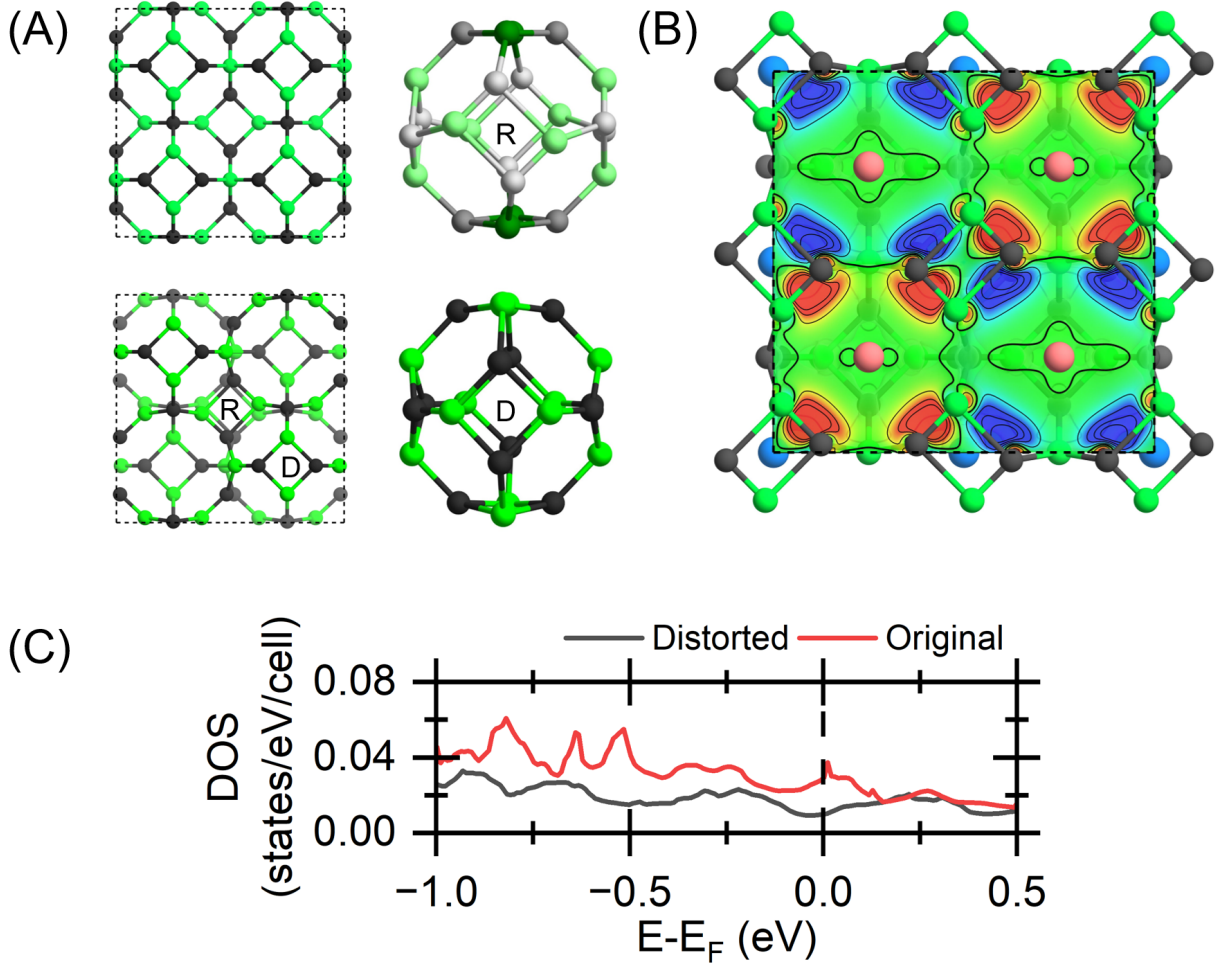 (A)
(B)
R
R
D
D
(C)
Distorted
Original
DOS
(states/eV/cell)
0.08
0.04
0.00
−1.0
−0.5
0.0
0.5
E-E_F (eV)